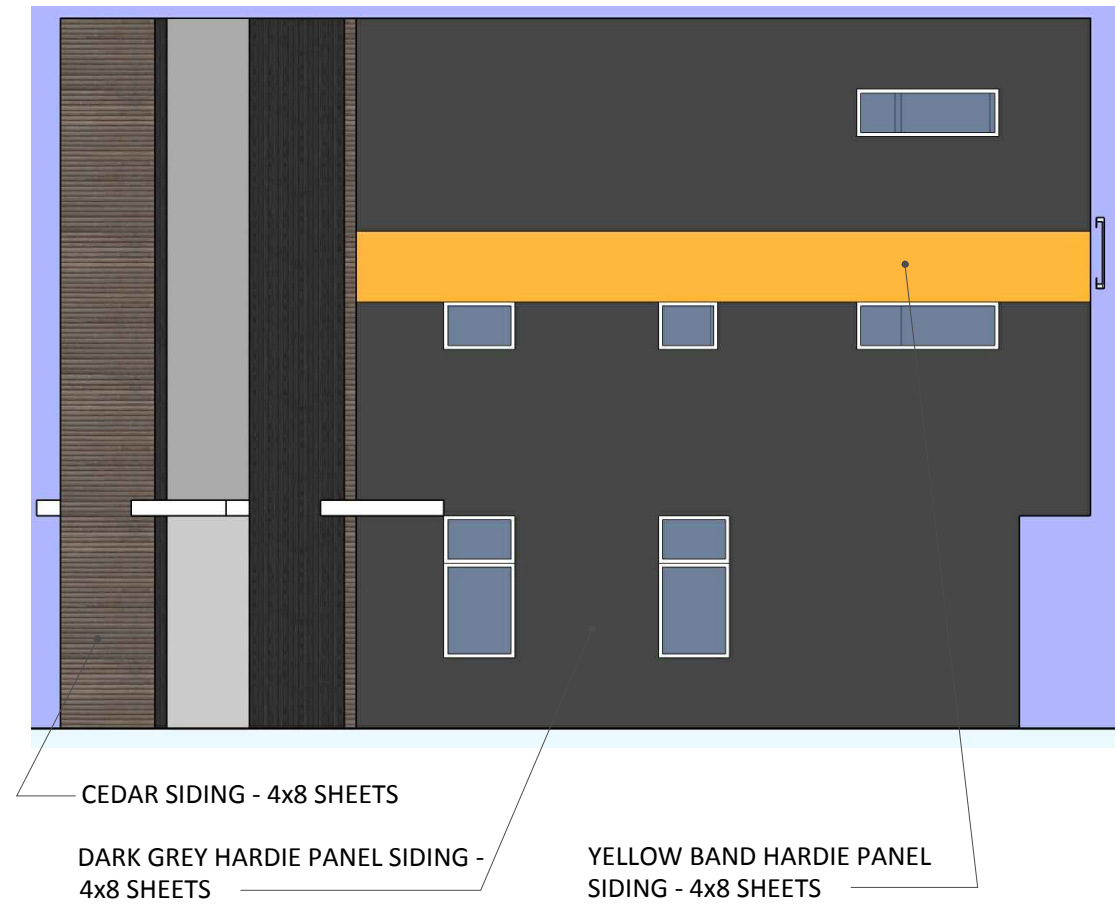 CEDAR SIDING - 4x8 SHEETS
DARK GREY HARDIE PANEL SIDING -
4x8 SHEETS
YELLOW BAND HARDIE PANEL
SIDING - 4x8 SHEETS